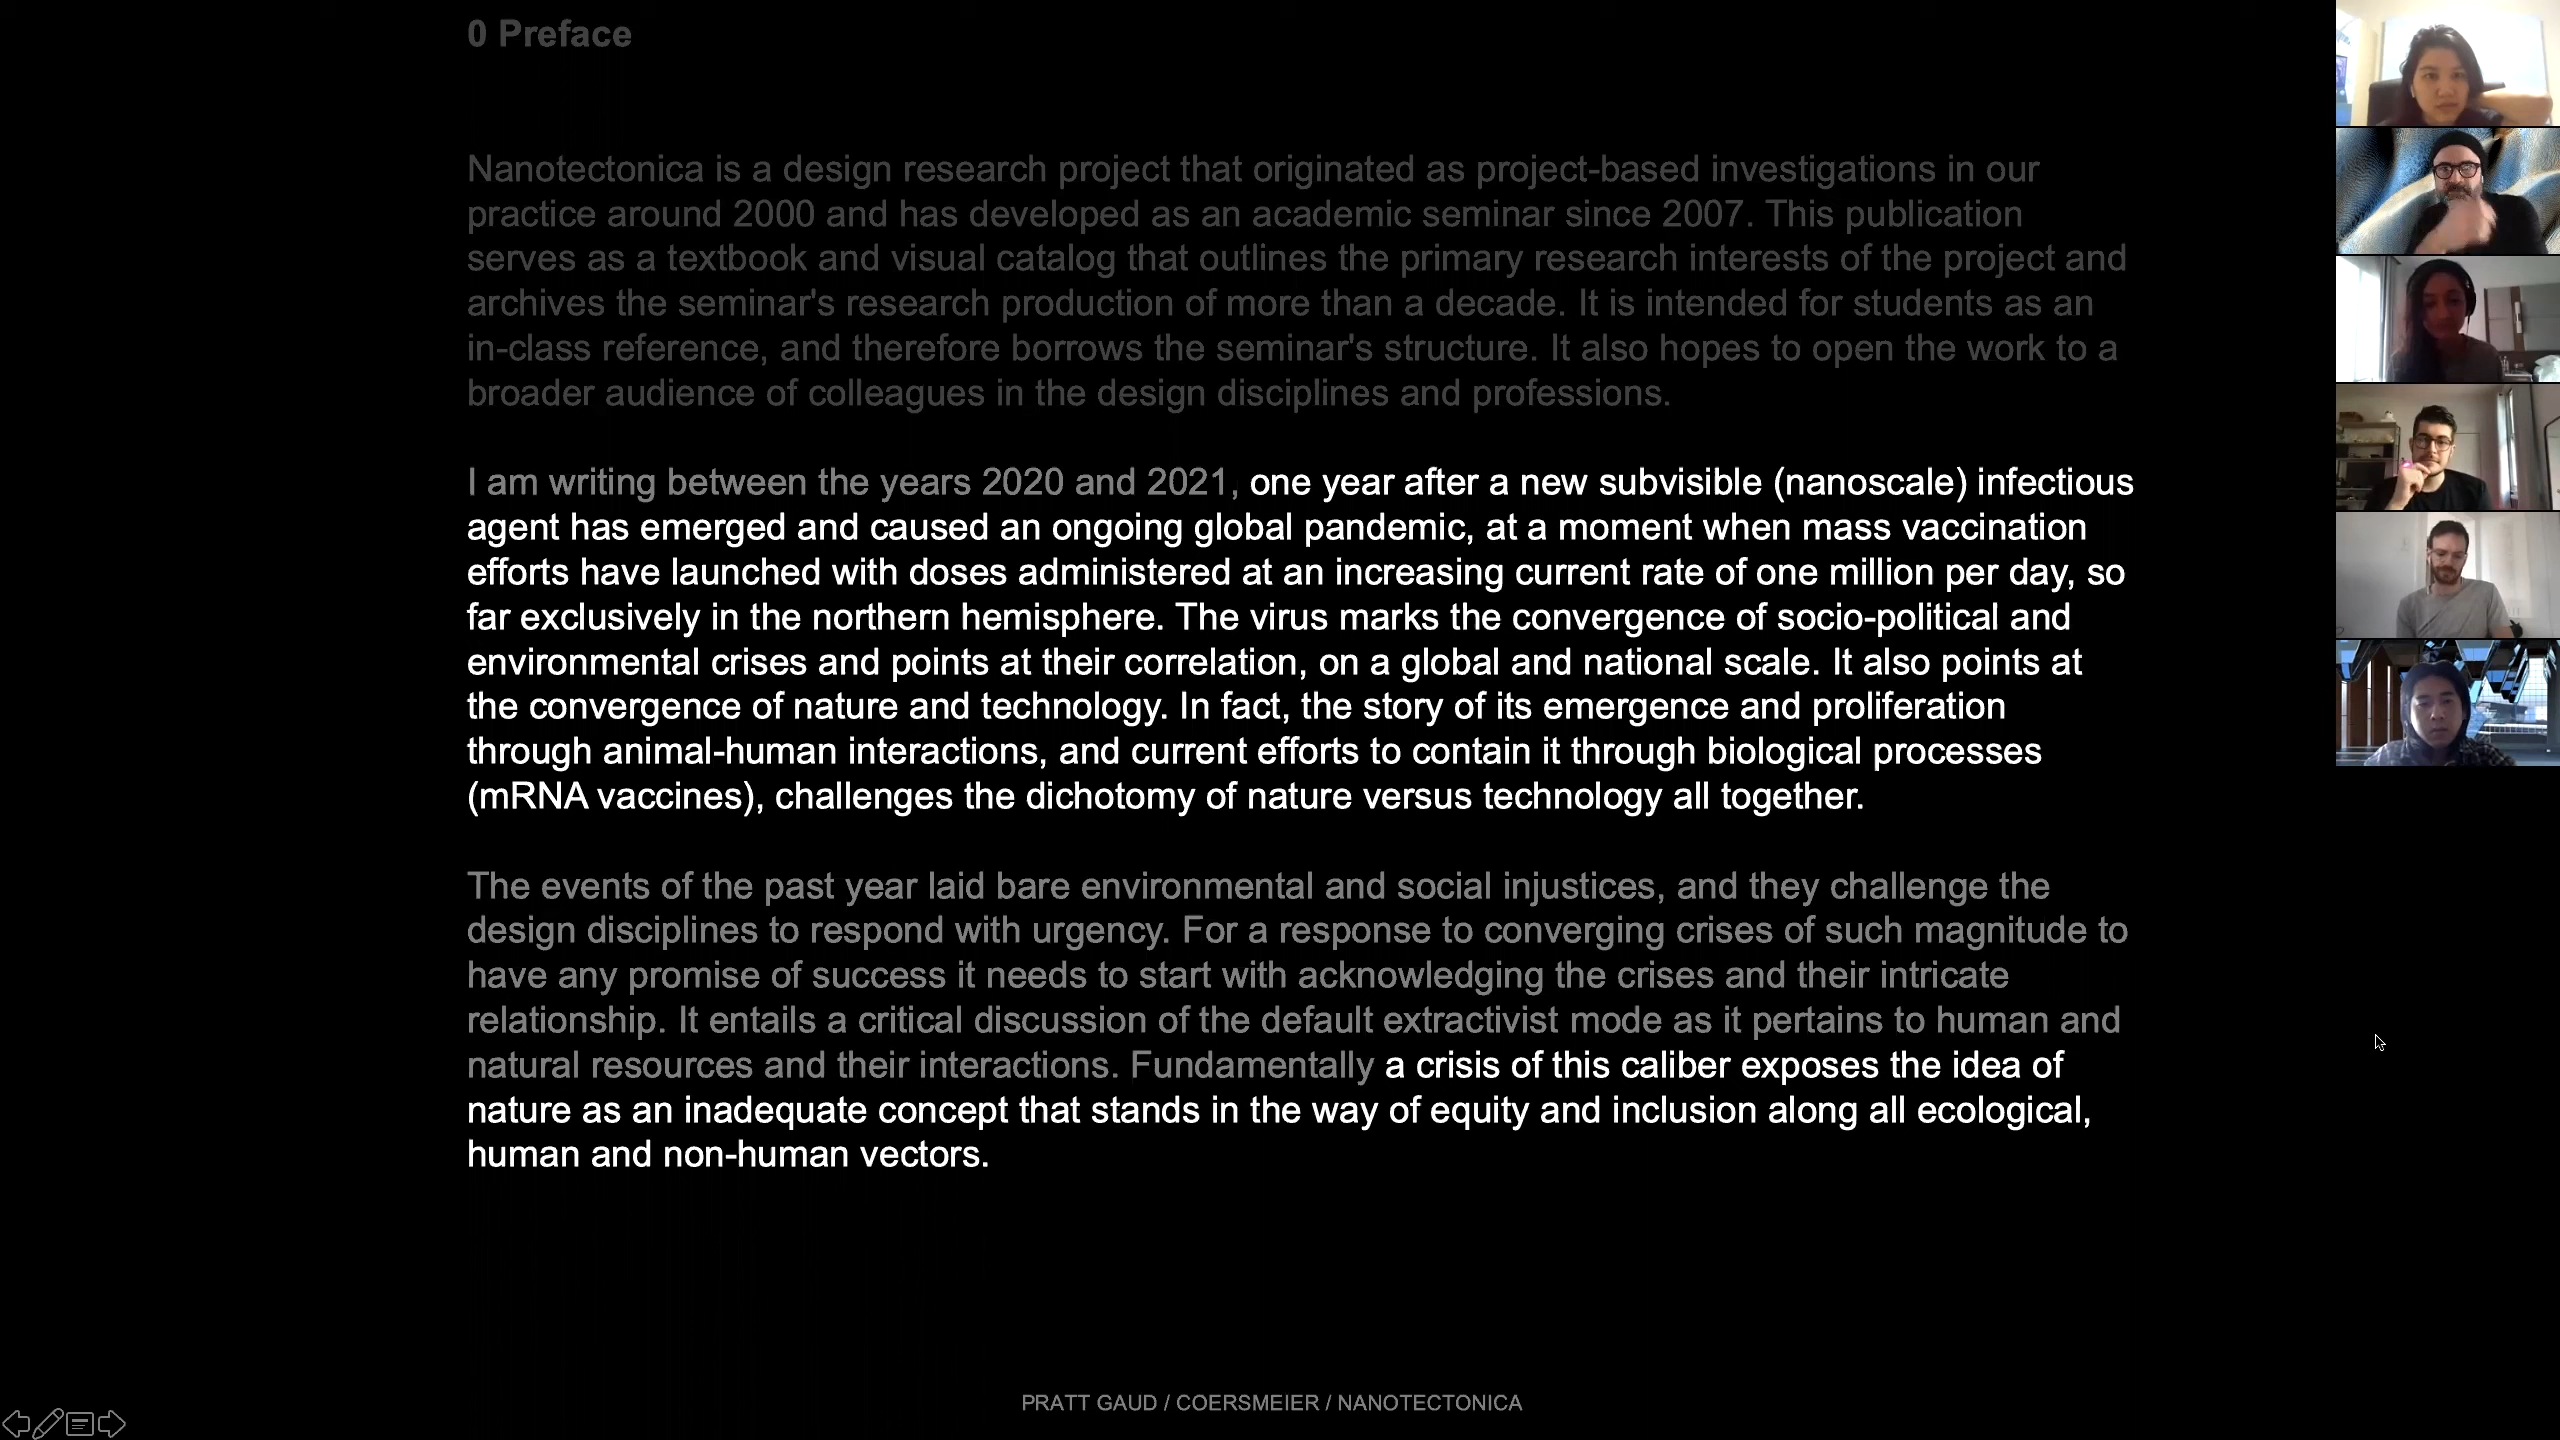 0 Preface
Nanotectonica is a design research project that originated as project-based investigations in our
practice around 2000 and has developed as an academic seminar since 2007. This publication
serves as a textbook and visual catalog that outlines the primary research interests of the project and
archives the seminar's research production of more than a decade. It is intended for students as an
in-class reference, and therefore borrows the seminar's structure. It also hopes to open the work to a
broader audience of colleagues in the design disciplines and professions.
I am writing between the years 2020 and 2021, one year after a new subvisible (nanoscale) infectious
agent has emerged and caused an ongoing global pandemic, at a moment when mass vaccination
efforts have launched with doses administered at an increasing current rate of one million per day, so
far exclusively in the northern hemisphere. The virus marks the convergence of socio-political and
environmental crises and points at their correlation, on a global and national scale. It also points at
the convergence of nature and technology. In fact, the story of its emergence and proliferation
through animal-human interactions, and current efforts to contain it through biological processes
(mRNA vaccines), challenges the dichotomy of nature versus technology all together.
The events of the past year laid bare environmental and social injustices, and they challenge the
design disciplines to respond with urgency. For a response to converging crises of such magnitude to
have any promise of success it needs to start with acknowledging the crises and their intricate
relationship. It entails a critical discussion of the default extractivist mode as it pertains to human and
natural resources and their interactions. Fundamentally a crisis of this caliber exposes the idea of
nature as an inadequate concept that stands in the way of equity and inclusion along all ecological,
human and non-human vectors.
PRATT GAUD / COERSMEIER / NANOTECTONICA